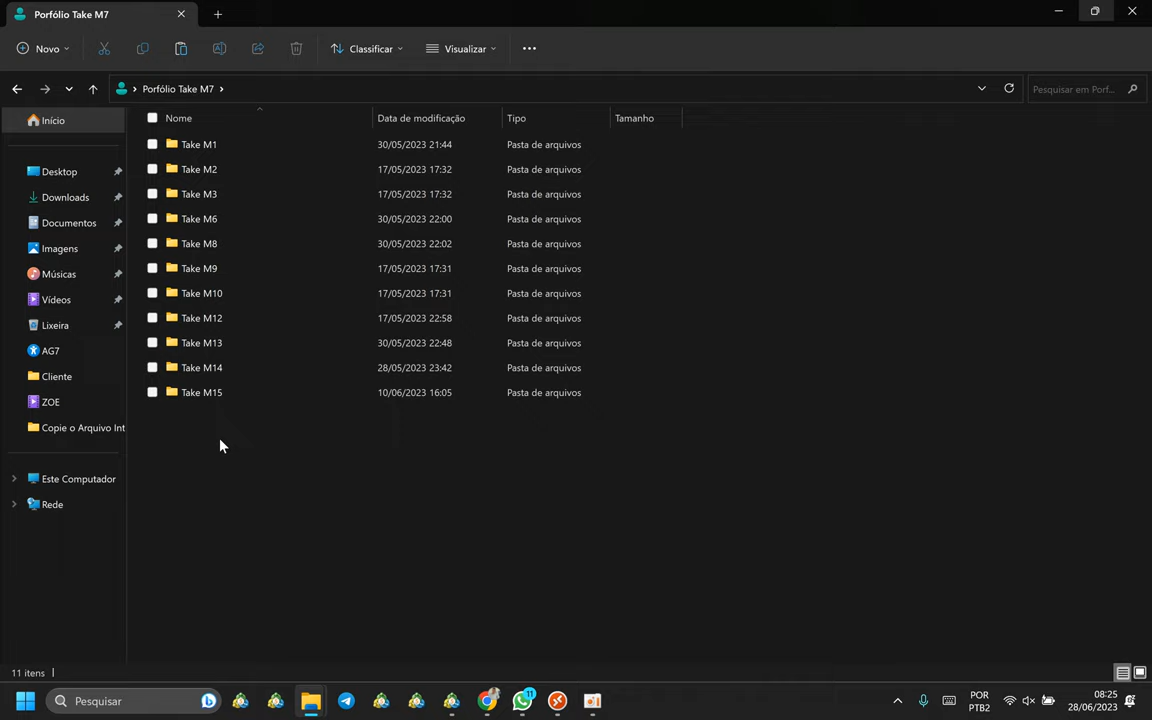 Porfólio Take M7
Novo
Classificar
Visualizar
Porfólio Take M7
Pesquisar em Porf...
Início
Nome
Data de modificação
Tipo
Tamanho
Take M1
30/05/2023 21:44
Pasta de arquivos
Take M2
17/05/2023 17:32
Pasta de arquivos
Take M3
17/05/2023 17:32
Pasta de arquivos
Take M6
30/05/2023 22:00
Pasta de arquivos
Take M8
30/05/2023 22:02
Pasta de arquivos
Take M9
17/05/2023 17:31
Pasta de arquivos
Take M10
17/05/2023 17:31
Pasta de arquivos
Take M12
17/05/2023 22:58
Pasta de arquivos
Take M13
30/05/2023 22:48
Pasta de arquivos
Take M14
28/05/2023 23:42
Pasta de arquivos
Take M15
10/06/2023 16:05
Pasta de arquivos
Desktop
Downloads
Documentos
Imagens
Músicas
Vídeos
Lixeira
AG7
Cliente
ZOE
Copie o Arquivo Int
Este Computador
Rede
11 itens
Pesquisar
11
POR
PTB2
08:25
28/06/2023